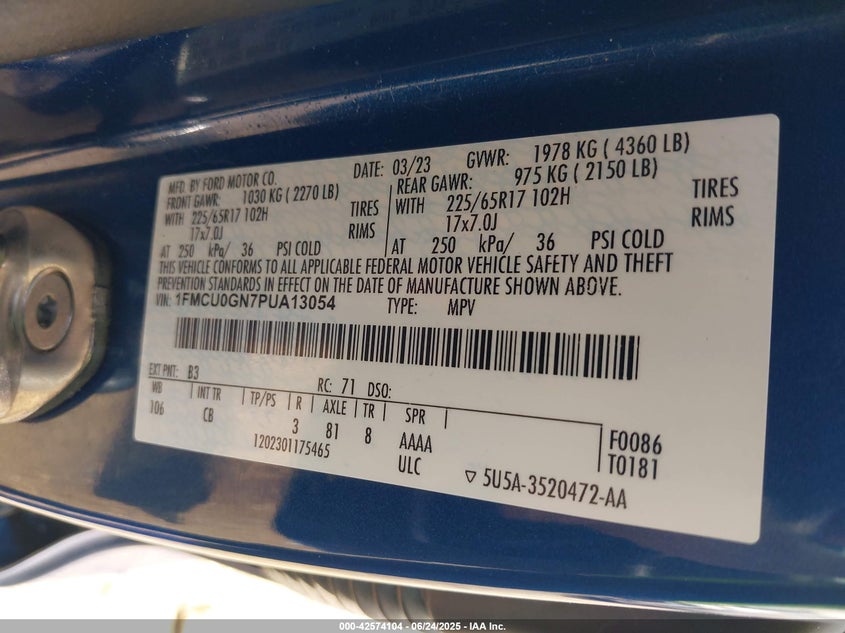 MFD. BY FORD MOTOR CO. DATE: 03/23 GVWR: 1978 KG ( 4360 LB)
FRONT GAWR: 1030 KG ( 2270 LB) REAR GAWR: 975 KG ( 2150 LB)
WITH 225/65R17 102H TIRES WITH 225/65R17 102H TIRES
17x7.0J RIMS 17x7.0J RIMS
AT 250 kPa/ 36 PSI COLD AT 250 kPa/ 36 PSI COLD
THIS VEHICLE CONFORMS TO ALL APPLICABLE FEDERAL MOTOR VEHICLE SAFETY AND THEFT
PREVENTION STANDARDS IN EFFECT ON THE DATE OF MANUFACTURE SHOWN ABOVE.
VIN: 1FMCU0GN7PUA13054 TYPE: MPV
EXT PNT: B3 RC: 71 DSO:
WB INT TR TP/PS R AXLE TR SPR
106 CB 3 81 8 AAAA F0086
1202301175465 ULC T0181
▽ 5U5A-3520472-AA
000-42574104 - 06/24/2025 - IAA Inc.